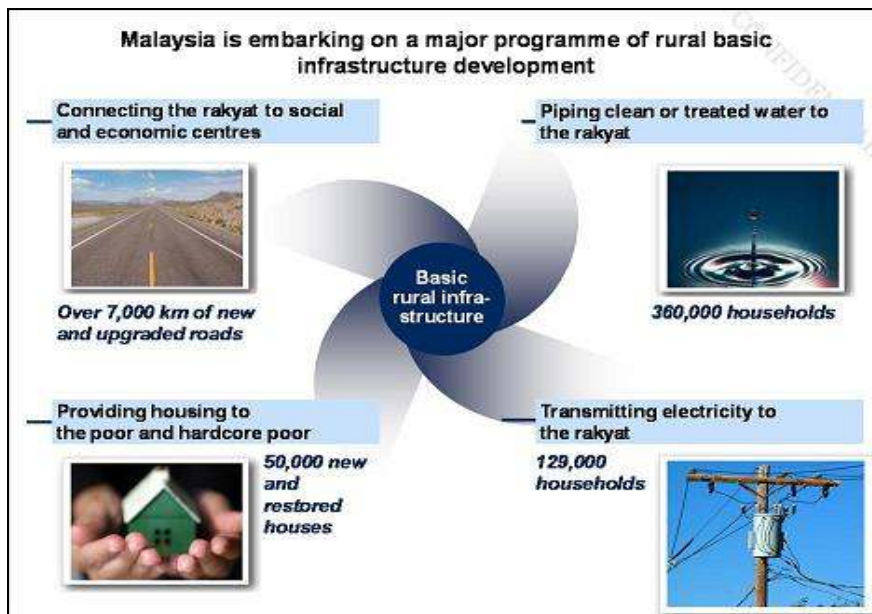 Malaysia is embarking on a major programme of rural basic
infrastructure development
Connecting the rakyat to social
and economic centres
Over 7,000 km of new
and upgraded roads
Piping clean or treated water to
the rakyat
360,000 households
Basic
rural infra-
structure
Providing housing to
the poor and hardcore poor
50,000 new
and
restored
houses
Transmitting electricity to
the rakyat
129,000
households